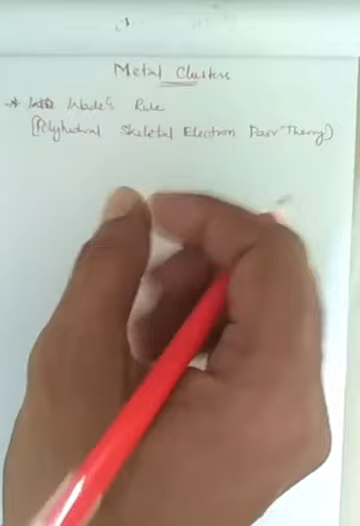 Metal Clusters
* Wade's Rule
(Polyhedral Skeletal Electron Pair Theory)